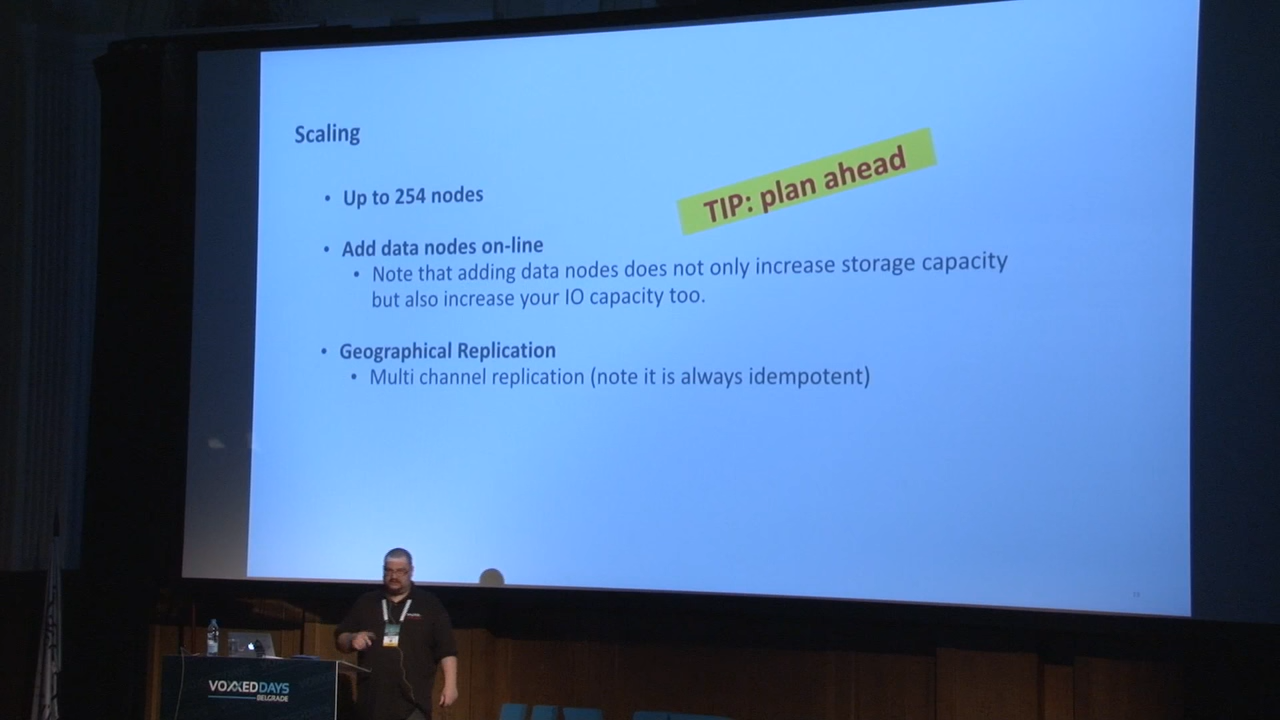 Scaling
TIP: plan ahead
• Up to 254 nodes
• Add data nodes on-line
• Note that adding data nodes does not only increase storage capacity
but also increase your IO capacity too.
• Geographical Replication
• Multi channel replication (note it is always idempotent)
VOXXEDDAYS
BELGRADE